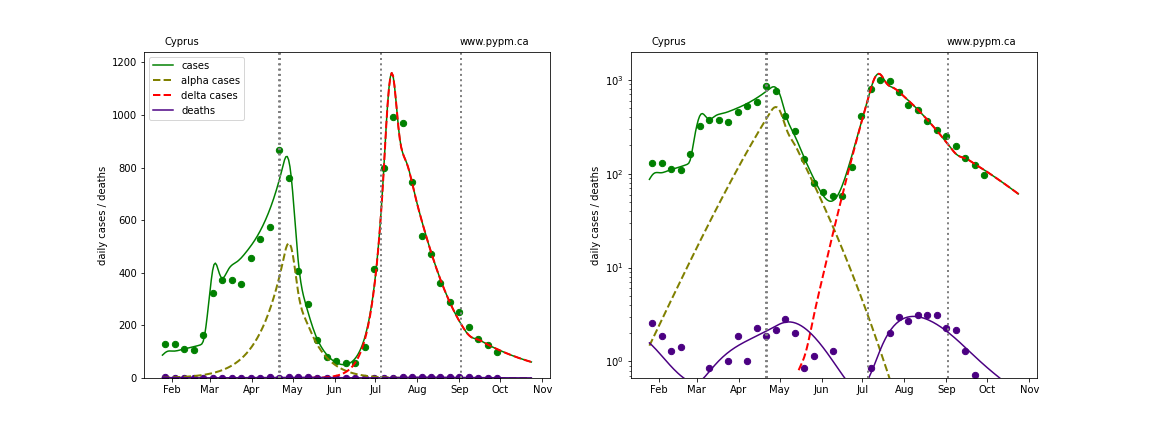 Cyprus www.pypm.ca
cases
alpha cases
delta cases
deaths
daily cases / deaths
1200
1000
800
600
400
200
0
Feb Mar Apr May Jun Jul Aug Sep Oct Nov
Cyprus www.pypm.ca
daily cases / deaths
10³
10²
10¹
10⁰
Feb Mar Apr May Jun Jul Aug Sep Oct Nov